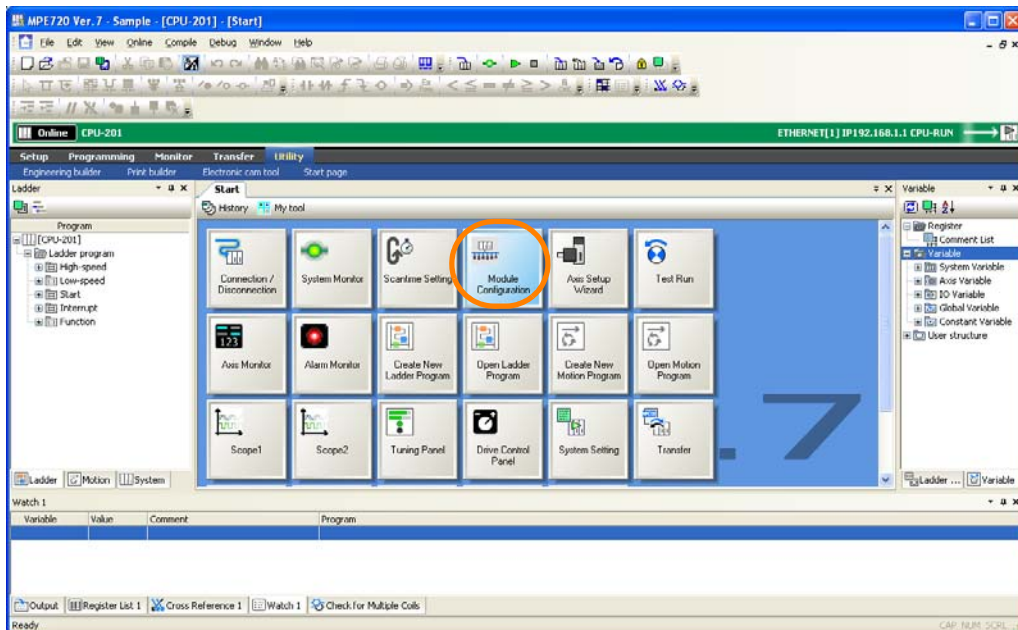 MPE720 Ver. 7 - Sample - [CPU-201] - [Start]
File Edit View Online Compile Debug Window Help
Online CPU-201 ETHERNET[1] IP192.168.1.1 CPU-RUN
Setup Programming Monitor Transfer Utility
Engineering builder Print builder Electronic cam tool Start page
Ladder
Program
[CPU-201]
Ladder program
High-speed
Low-speed
Start
Interrupt
Function
Ladder Motion System
Start
History My tool
Connection / Disconnection
System Monitor
Scantime Setting
Module Configuration
Axis Setup Wizard
Test Run
123
Axis Monitor
Alarm Monitor
Create New Ladder Program
Open Ladder Program
Create New Motion Program
Open Motion Program
Scope1
Scope2
Tuning Panel
Drive Control Panel
System Setting
Transfer
.7
Variable
Register
Comment List
Variable
System Variable
Axis Variable
IO Variable
Global Variable
Constant Variable
User structure
Ladder ... Variable
Watch 1
Variable Value Comment Program
Output Register List 1 Cross Reference 1 Watch 1 Check for Multiple Coils
Ready CAP NUM SCRL